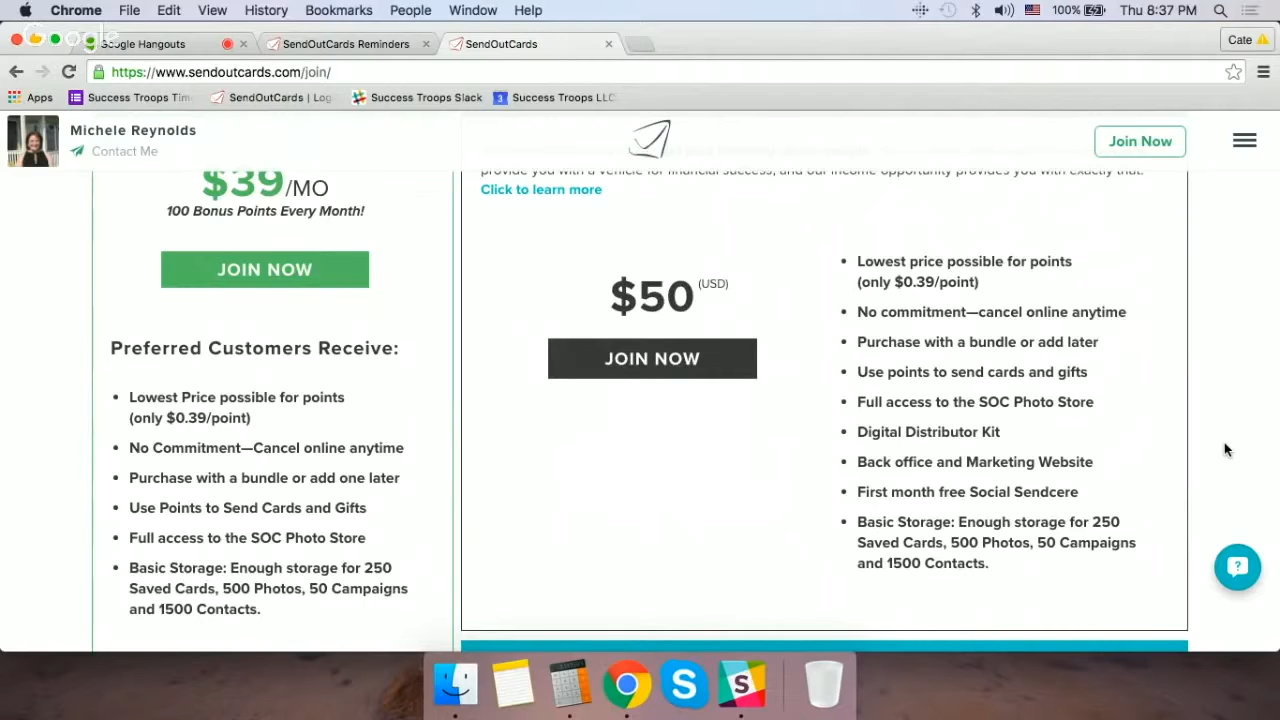 Chrome File Edit View History Bookmarks People Window Help 100% Thu 8:37 PM
Google
Google Hangouts SendOutCards Reminders SendOutCards Cate
https://www.sendoutcards.com/join/
Apps Success Troops Tim SendOutCards | Log Success Troops Slack Success Troops LLC
Michele Reynolds
Contact Me
Join Now
provide you with a vehicle for financial success, and our income opportunity provides you with exactly that.
Click to learn more
$39/MO
100 Bonus Points Every Month!
JOIN NOW
Preferred Customers Receive:
• Lowest Price possible for points
(only $0.39/point)
• No Commitment—Cancel online anytime
• Purchase with a bundle or add one later
• Use Points to Send Cards and Gifts
• Full access to the SOC Photo Store
• Basic Storage: Enough storage for 250
Saved Cards, 500 Photos, 50 Campaigns
and 1500 Contacts.
$50 (USD)
JOIN NOW
• Lowest price possible for points
(only $0.39/point)
• No commitment—cancel online anytime
• Purchase with a bundle or add later
• Use points to send cards and gifts
• Full access to the SOC Photo Store
• Digital Distributor Kit
• Back office and Marketing Website
• First month free Social Sendcere
• Basic Storage: Enough storage for 250
Saved Cards, 500 Photos, 50 Campaigns
and 1500 Contacts.